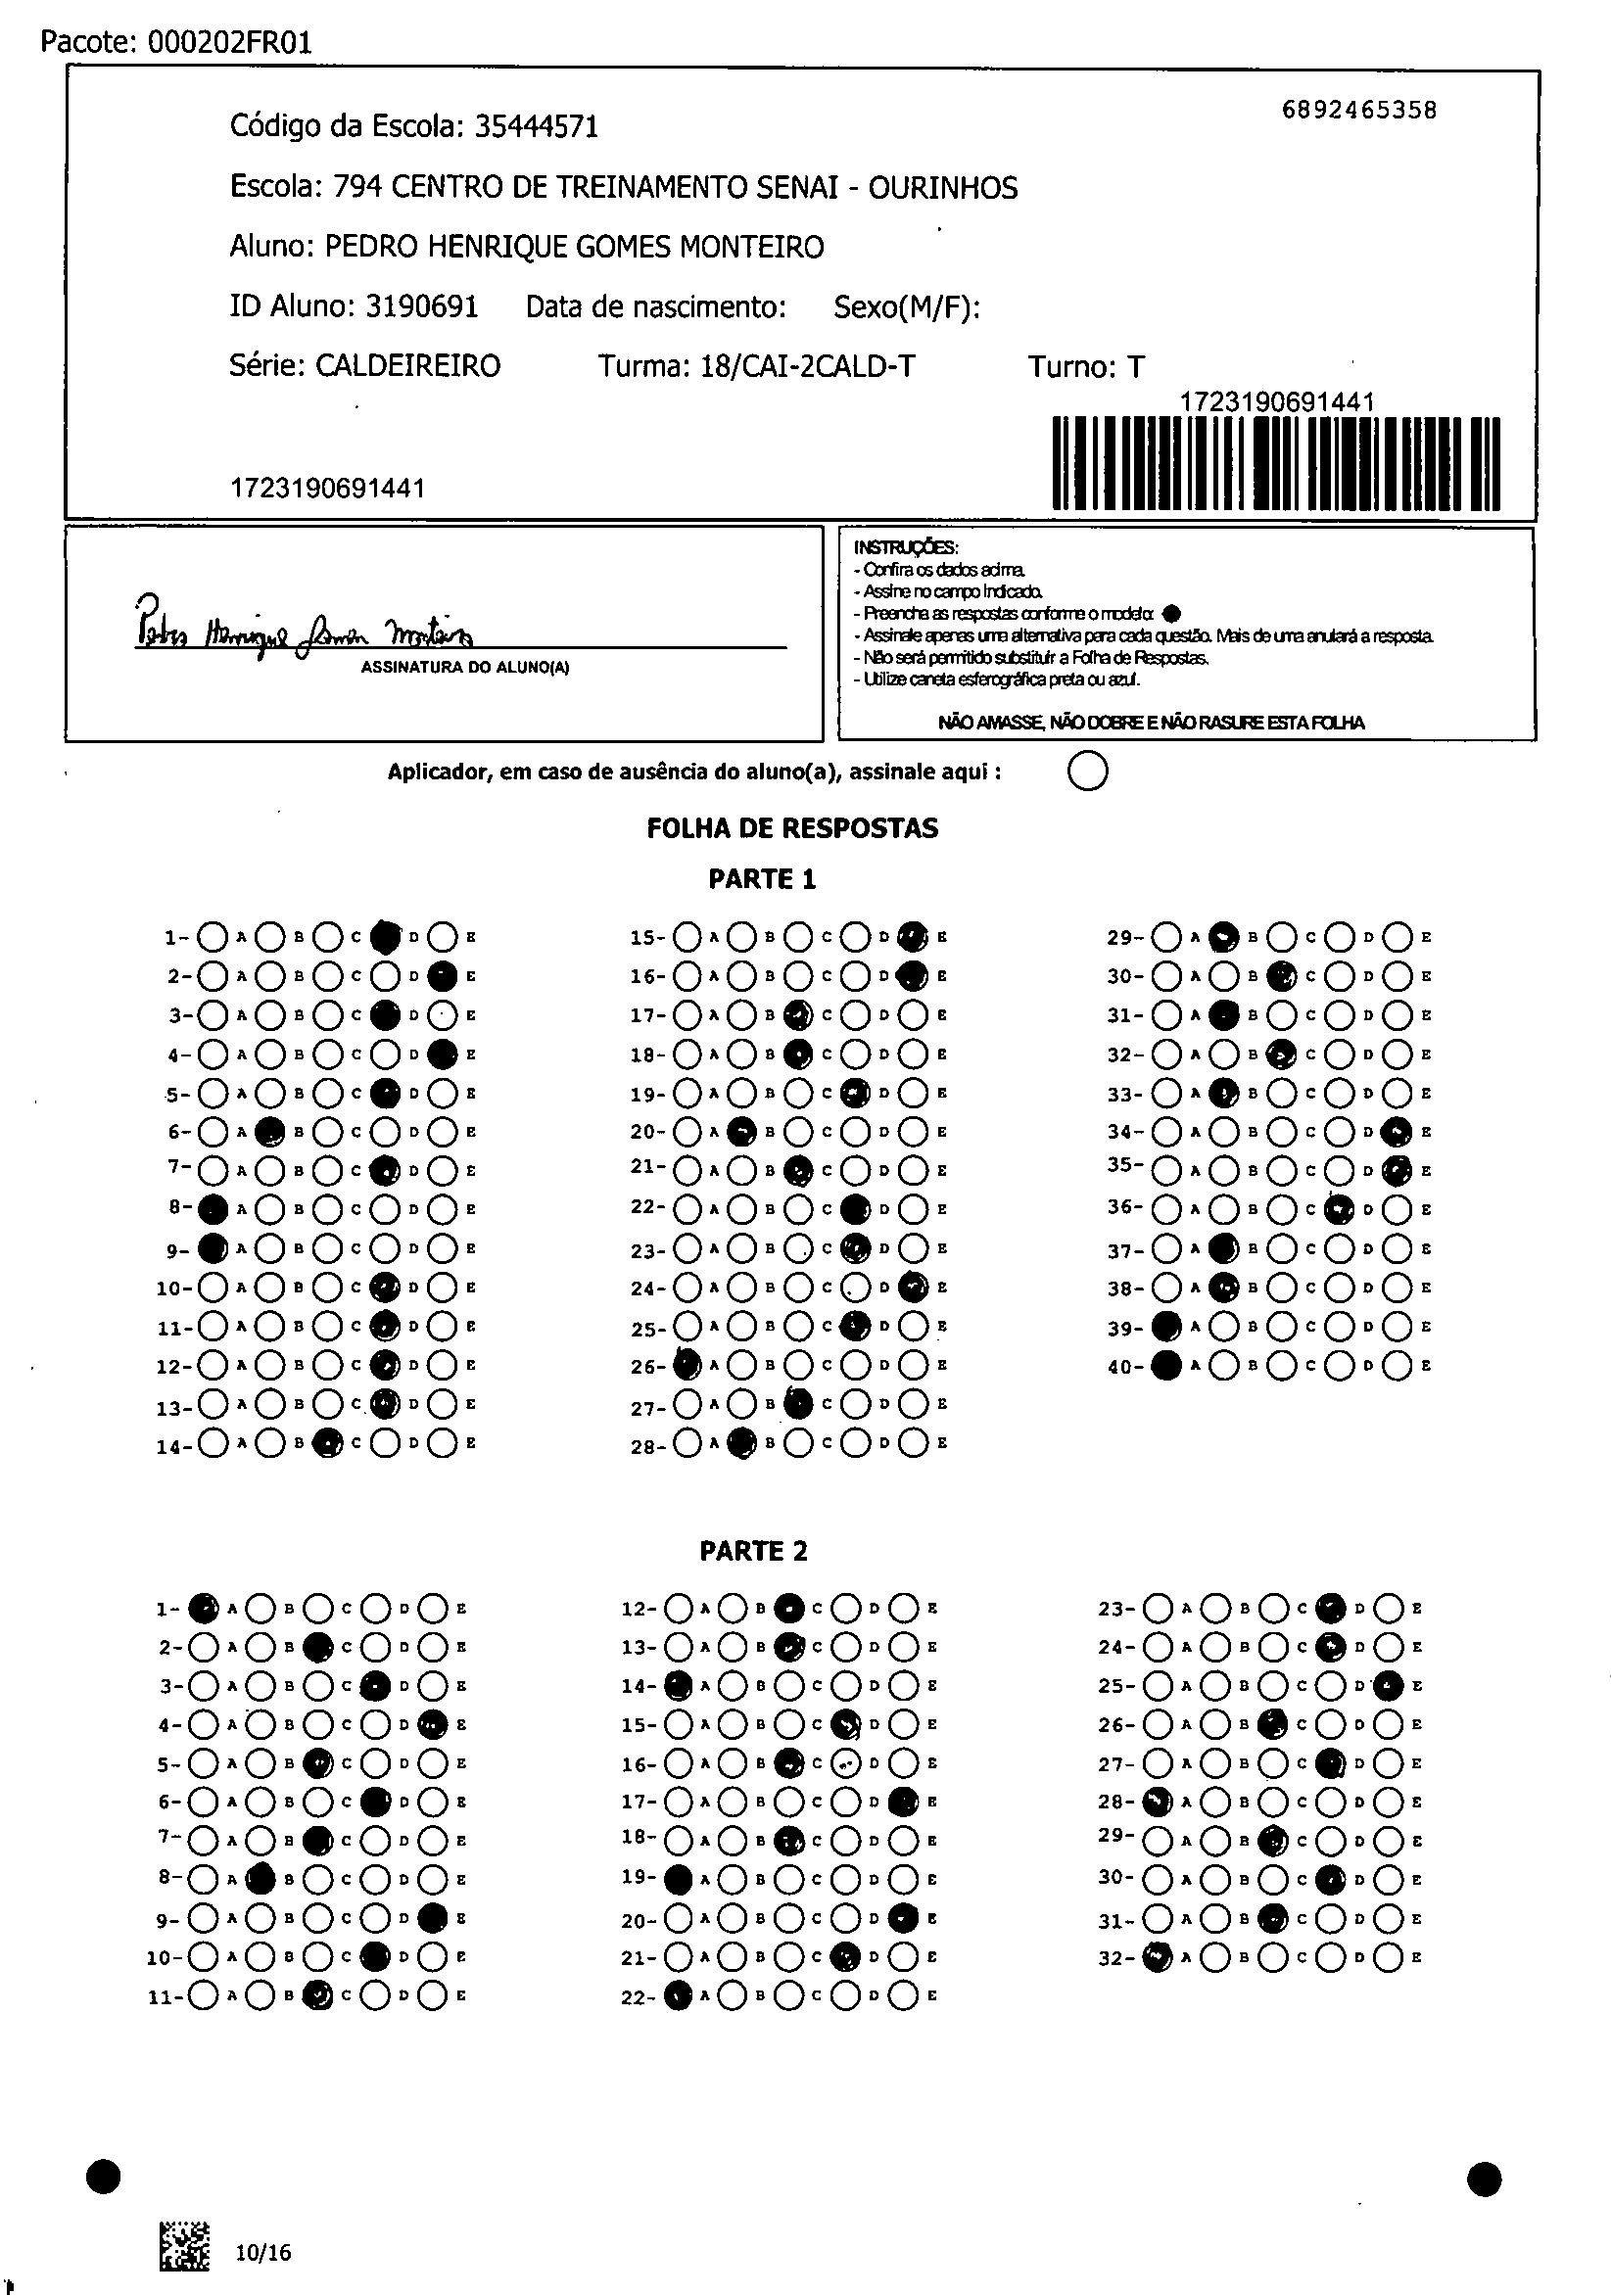 Pacote: 000202FR01
6892465358
Código da Escola: 35444571
Escola: 794 CENTRO DE TREINAMENTO SENAI - OURINHOS
Aluno: PEDRO HENRIQUE GOMES MONTEIRO
ID Aluno: 3190691 Data de nascimento: Sexo(M/F):
Série: CALDEIREIRO Turma: 18/CAI-2CALD-T Turno: T
1723190691441
1723190691441
Pedro Henrique Gomes Monteiro
ASSINATURA DO ALUNO(A)
INSTRUÇÕES:
- Confira os dados acima.
- Assine no campo indicado.
- Preencha as respostas conforme o modelo:
- Assinale apenas uma alternativa para cada questão. Mais de uma anulará a resposta.
- Não será permitido substituir a Folha de Respostas.
- Utilize caneta esferográfica preta ou azul.
NÃO AMASSE, NÃO DOBRE E NÃO RASURE ESTA FOLHA
Aplicador, em caso de ausência do aluno(a), assinale aqui :
FOLHA DE RESPOSTAS
PARTE 1
1- A B C D E
2- A B C D E
3- A B C D E
4- A B C D E
5- A B C D E
6- A B C D E
7- A B C D E
8- A B C D E
9- A B C D E
10- A B C D E
11- A B C D E
12- A B C D E
13- A B C D E
14- A B C D E
15- A B C D E
16- A B C D E
17- A B C D E
18- A B C D E
19- A B C D E
20- A B C D E
21- A B C D E
22- A B C D E
23- A B C D E
24- A B C D E
25- A B C D E
26- A B C D E
27- A B C D E
28- A B C D E
29- A B C D E
30- A B C D E
31- A B C D E
32- A B C D E
33- A B C D E
34- A B C D E
35- A B C D E
36- A B C D E
37- A B C D E
38- A B C D E
39- A B C D E
40- A B C D E
PARTE 2
1- A B C D E
2- A B C D E
3- A B C D E
4- A B C D E
5- A B C D E
6- A B C D E
7- A B C D E
8- A B C D E
9- A B C D E
10- A B C D E
11- A B C D E
12- A B C D E
13- A B C D E
14- A B C D E
15- A B C D E
16- A B C D E
17- A B C D E
18- A B C D E
19- A B C D E
20- A B C D E
21- A B C D E
22- A B C D E
23- A B C D E
24- A B C D E
25- A B C D E
26- A B C D E
27- A B C D E
28- A B C D E
29- A B C D E
30- A B C D E
31- A B C D E
32- A B C D E
10/16